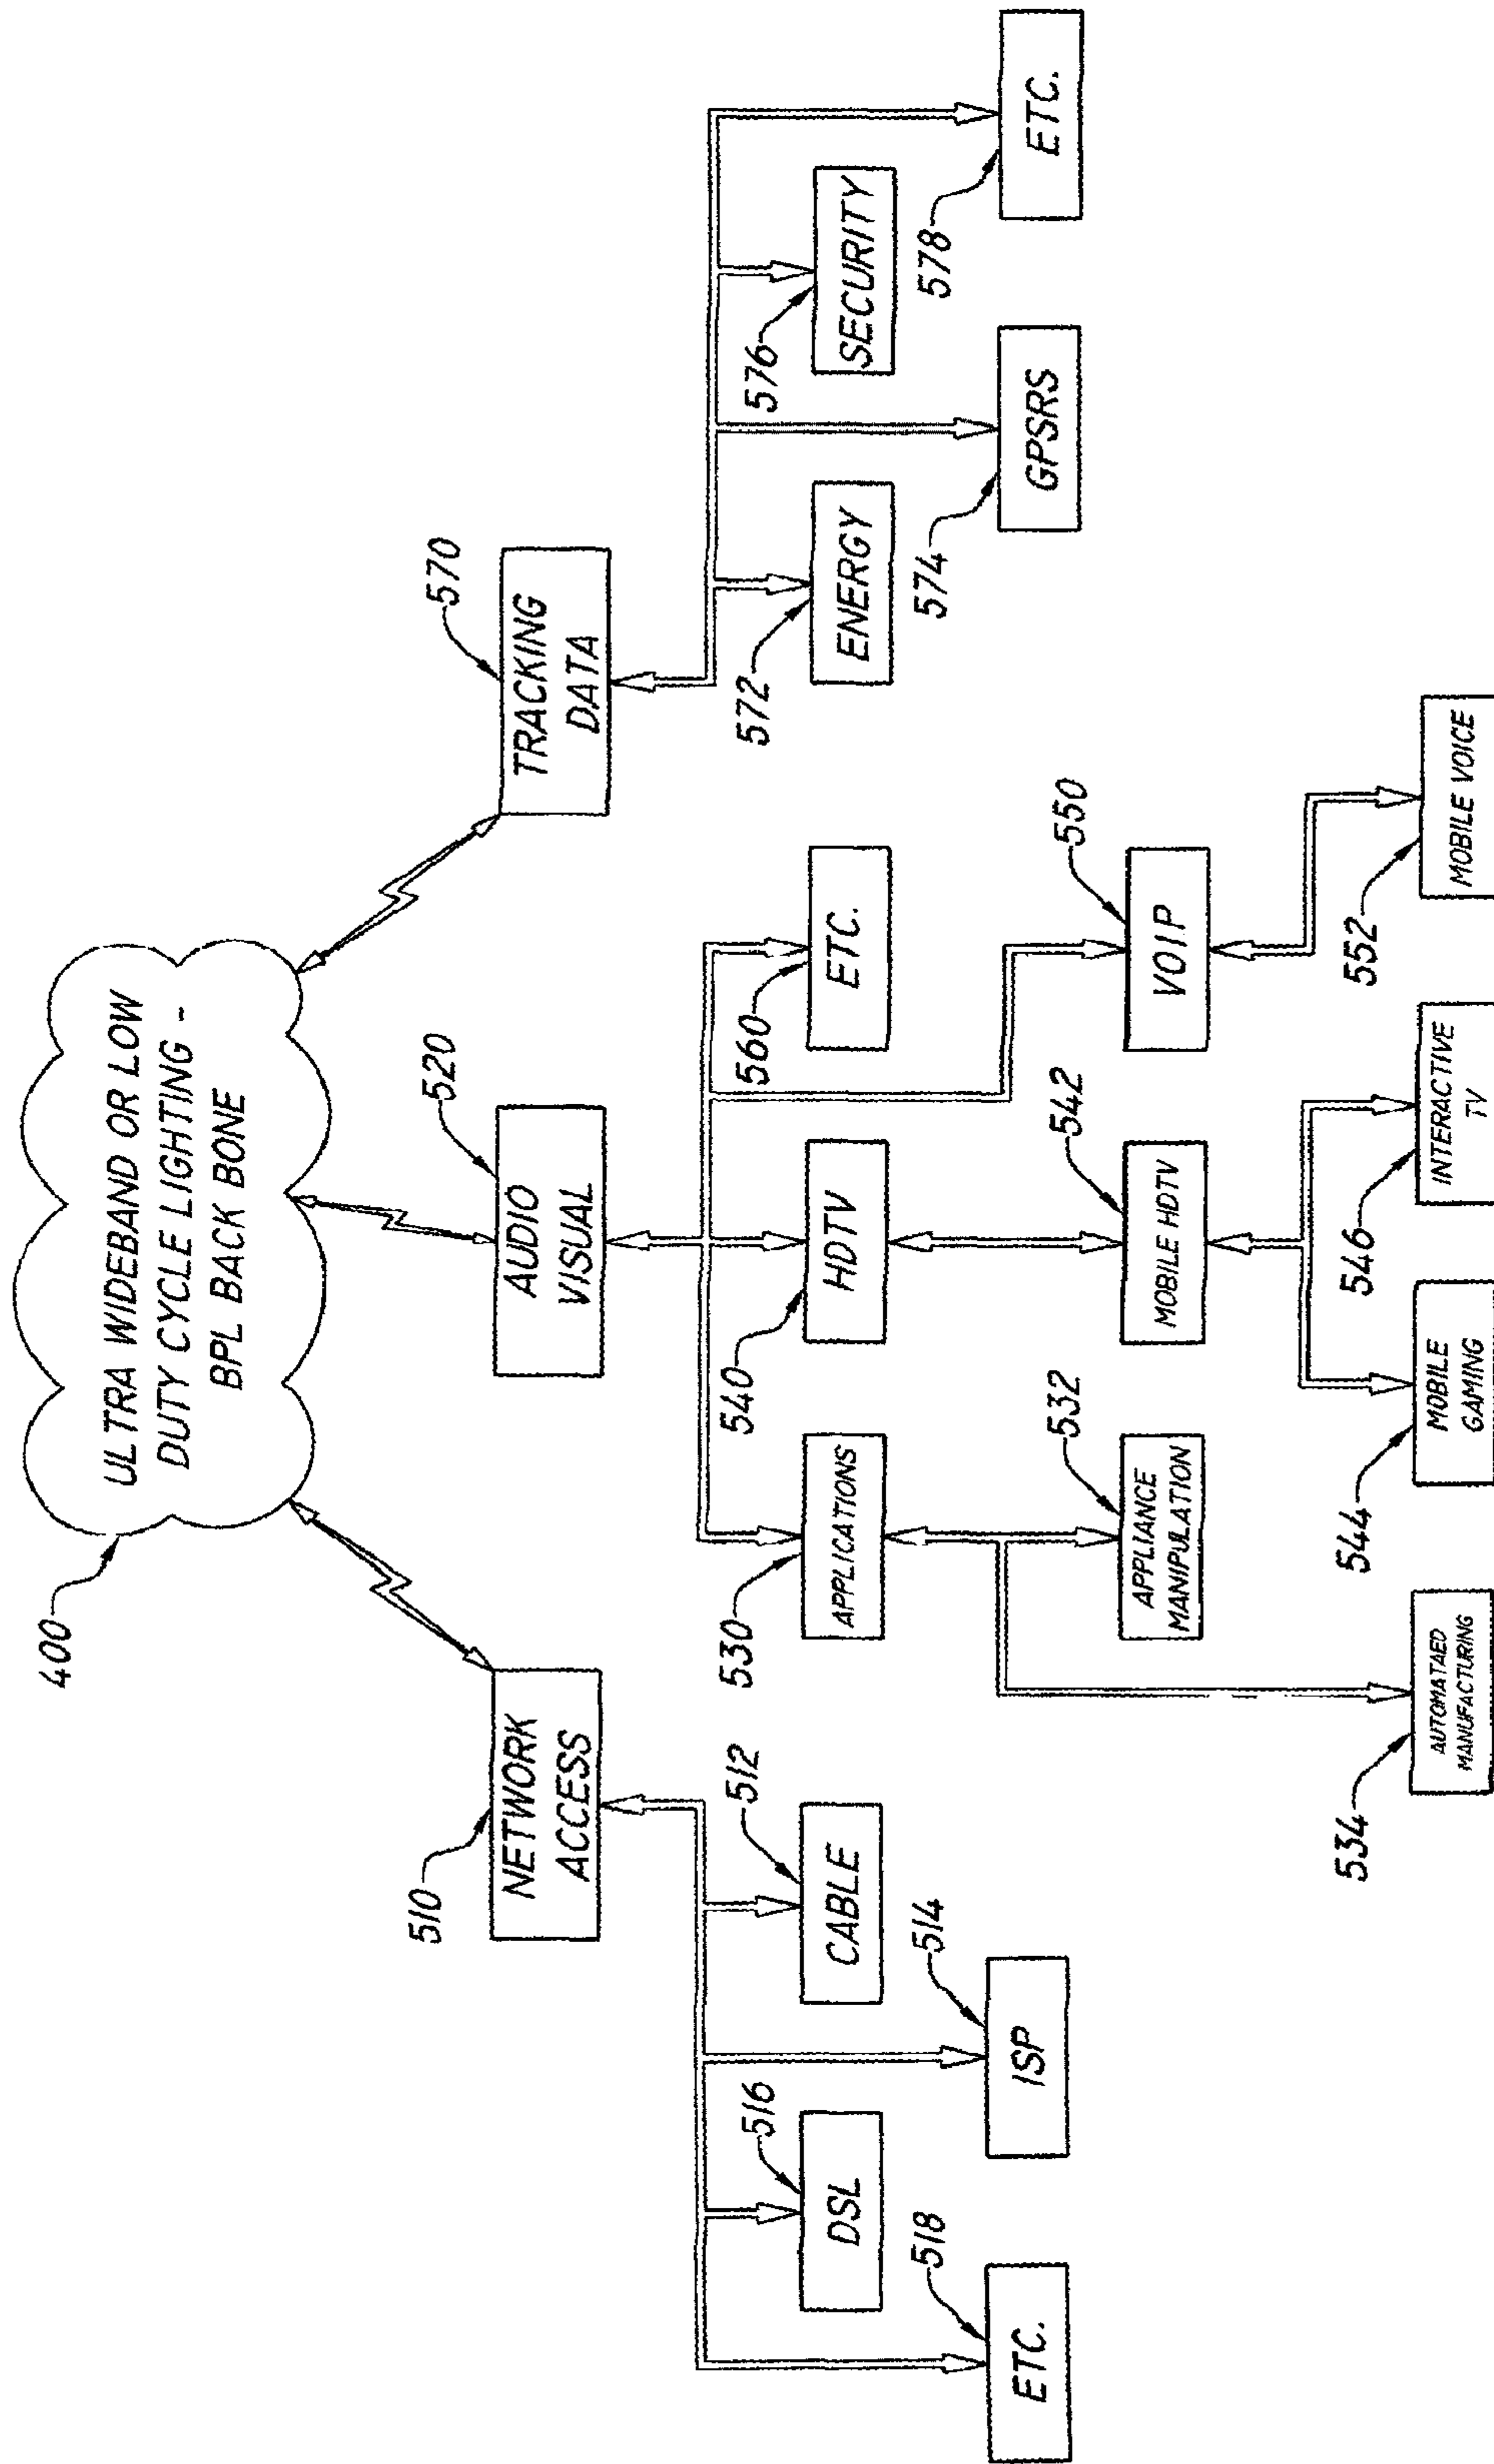 400
ULTRA WIDEBAND OR LOW
DUTY CYCLE LIGHTING -
BPL BACK BONE
510
NETWORK
ACCESS
520
AUDIO
VISUAL
570
TRACKING
DATA
516
DSL
512
CABLE
518
ETC.
514
ISP
530
APPLICATIONS
540
HDTV
560
ETC.
572
ENERGY
576
SECURITY
574
GPSRS
578
ETC.
532
APPLIANCE
MANIPULATION
542
MOBILE HDTV
550
VOIP
534
AUTOMATAED
MANUFACTURING
544
MOBILE
GAMING
546
INTERACTIVE
TV
552
MOBILE VOICE